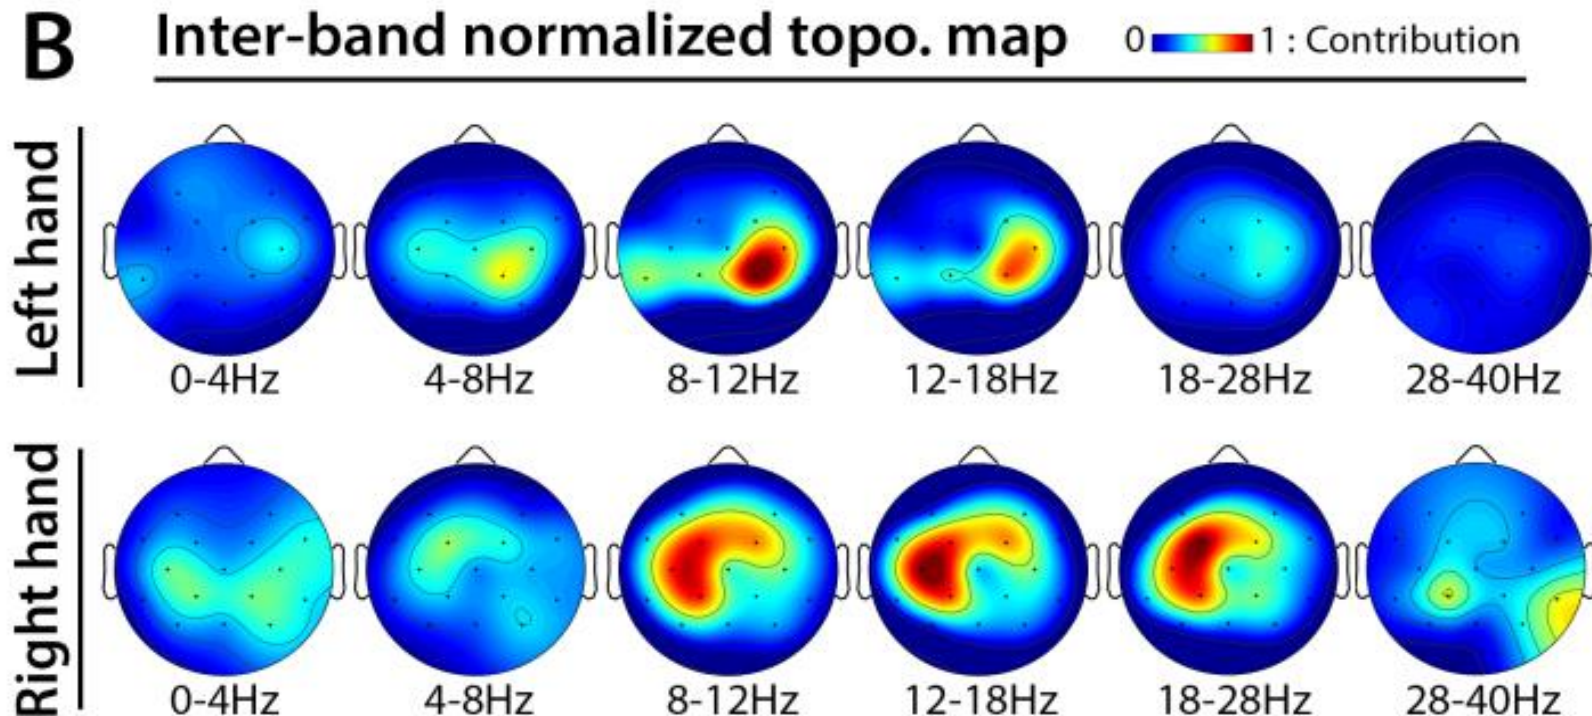 B Inter-band normalized topo. map 0 1 : Contribution
Left hand
0-4Hz 4-8Hz 8-12Hz 12-18Hz 18-28Hz 28-40Hz
Right hand
0-4Hz 4-8Hz 8-12Hz 12-18Hz 18-28Hz 28-40Hz